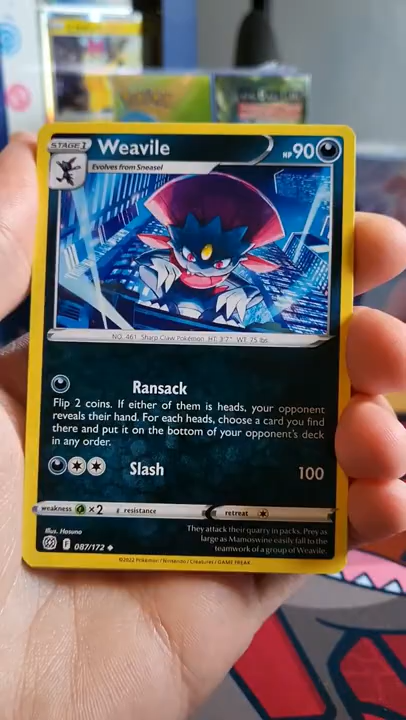 STAGE 1 Weavile HP 90
Evolves from Sneasel
NO. 461 Sharp Claw Pokémon HT: 3'7" WT: 75 lbs.
Ransack
Flip 2 coins. If either of them is heads, your opponent
reveals their hand. For each heads, choose a card you find
there and put it on the bottom of your opponent's deck
in any order.
Slash 100
weakness ×2 resistance retreat
Illus. Hasuno
They attack their quarry in packs. Prey as
large as Mamoswine easily fall to the
teamwork of a group of Weavile.
F 087/172
©2022 Pokémon / Nintendo / Creatures / GAME FREAK